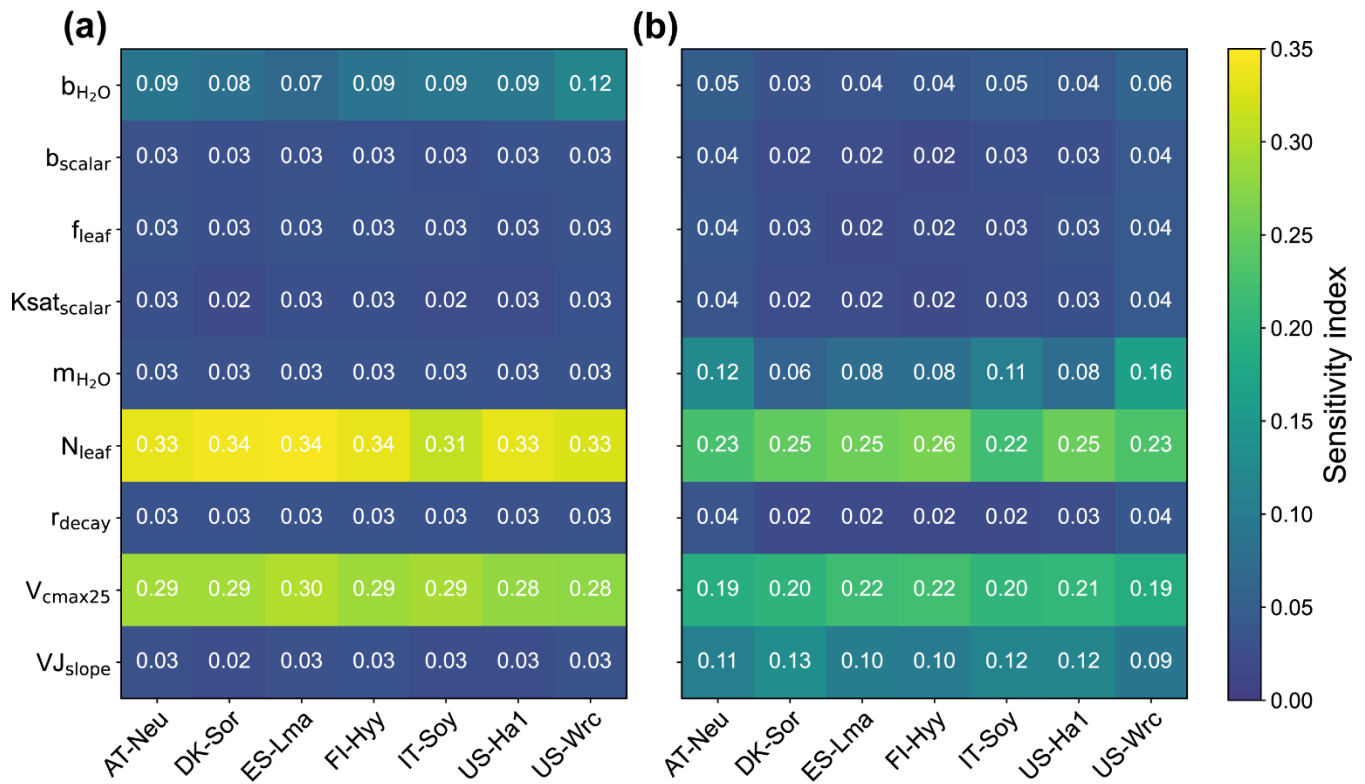 (a) (b)
b_H₂O 0.09 0.08 0.07 0.09 0.09 0.09 0.12 0.05 0.03 0.04 0.04 0.05 0.04 0.06 0.35
b_scalar 0.03 0.03 0.03 0.03 0.03 0.03 0.03 0.04 0.02 0.02 0.02 0.03 0.03 0.04 0.30
f_leaf 0.03 0.03 0.03 0.03 0.03 0.03 0.03 0.04 0.03 0.02 0.02 0.02 0.03 0.04 0.25
Ksat_scalar 0.03 0.02 0.03 0.03 0.02 0.03 0.03 0.04 0.02 0.02 0.02 0.03 0.03 0.04 0.20
m_H₂O 0.03 0.03 0.03 0.03 0.03 0.03 0.03 0.12 0.06 0.08 0.08 0.11 0.08 0.16 0.15
N_leaf 0.33 0.34 0.34 0.34 0.31 0.33 0.33 0.23 0.25 0.25 0.26 0.22 0.25 0.23 0.10
r_decay 0.03 0.03 0.03 0.03 0.03 0.03 0.03 0.04 0.02 0.02 0.02 0.02 0.03 0.04 0.05
V_cmax25 0.29 0.29 0.30 0.29 0.29 0.28 0.28 0.19 0.20 0.22 0.22 0.20 0.21 0.19
VJ_slope 0.03 0.02 0.03 0.03 0.03 0.03 0.03 0.11 0.13 0.10 0.10 0.12 0.12 0.09 0.00
AT-Neu DK-Sor ES-Lma FI-Hyy IT-Soy US-Ha1 US-Wrc AT-Neu DK-Sor ES-Lma FI-Hyy IT-Soy US-Ha1 US-Wrc
Sensitivity index